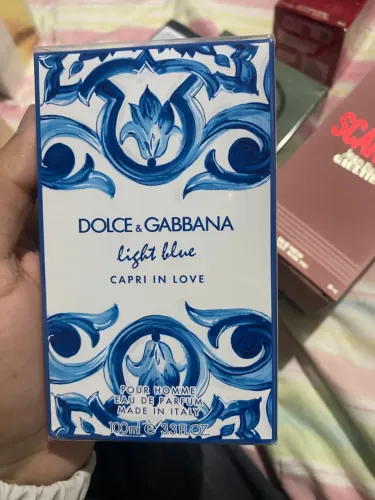 DOLCE & GABBANA
light blue
CAPRI IN LOVE
POUR HOMME
EAU DE PARFUM
MADE IN ITALY
100ml e 3.3 FL.OZ.
SCAN